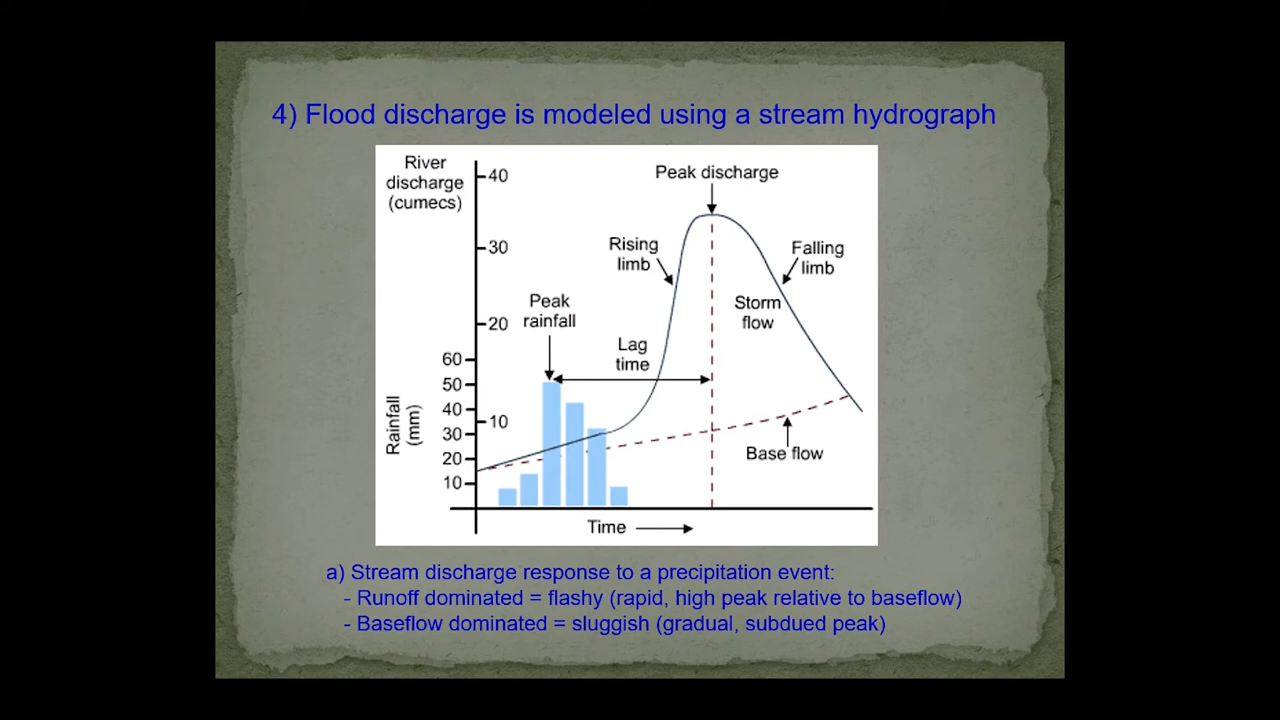 4) Flood discharge is modeled using a stream hydrograph
River
discharge
(cumecs)
40
30
20
10
60
50
40
30
20
10
Rainfall
(mm)
Peak discharge
Rising
limb
Falling
limb
Peak
rainfall
Storm
flow
Lag
time
Base flow
Time
a) Stream discharge response to a precipitation event:
- Runoff dominated = flashy (rapid, high peak relative to baseflow)
- Baseflow dominated = sluggish (gradual, subdued peak)